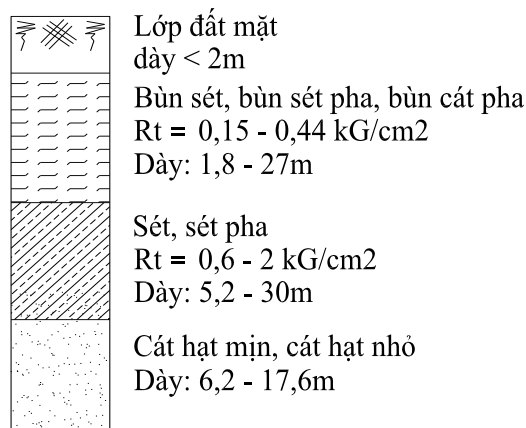 Lớp đất mặt
dày < 2m
Bùn sét, bùn sét pha, bùn cát pha
Rt = 0,15 - 0,44 kG/cm2
Dày: 1,8 - 27m
Sét, sét pha
Rt = 0,6 - 2 kG/cm2
Dày: 5,2 - 30m
Cát hạt mịn, cát hạt nhỏ
Dày: 6,2 - 17,6m